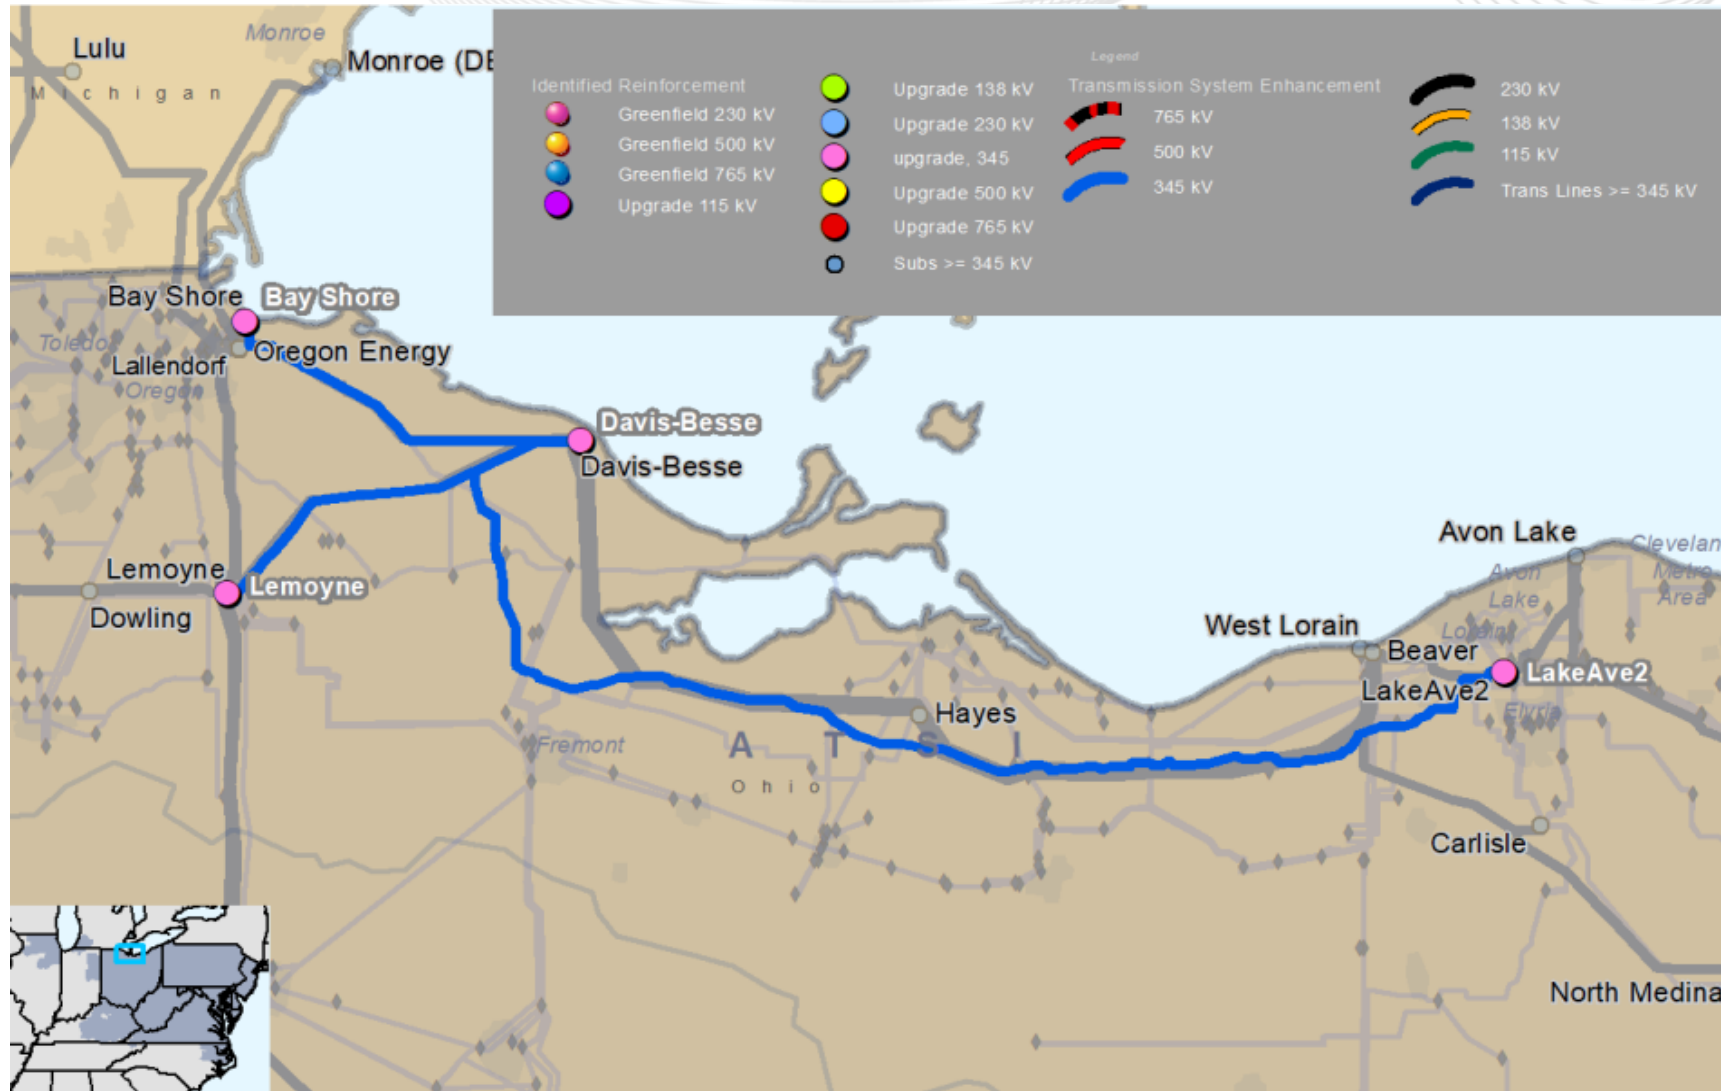 Monroe
Lulu
Monroe (DE
Michigan
Legend
Identified Reinforcement
Greenfield 230 kV
Greenfield 500 kV
Greenfield 765 kV
Upgrade 115 kV
Upgrade 138 kV
Upgrade 230 kV
upgrade, 345
Upgrade 500 kV
Upgrade 765 kV
Subs >= 345 kV
Transmission System Enhancement
765 kV
500 kV
345 kV
230 kV
138 kV
115 kV
Trans Lines >= 345 kV
Bay Shore
Bay Shore
Toledo
Oregon Energy
Lallendorf
Oregon
Davis-Besse
Davis-Besse
Avon Lake
Clevelan
Metro
Area
Avon
Lake
Lemoyne
Lemoyne
Dowling
West Lorain
Lorain
Beaver
LakeAve2
LakeAve2
Elyria
Hayes
Fremont
ATSI
Ohio
Carlisle
North Medina